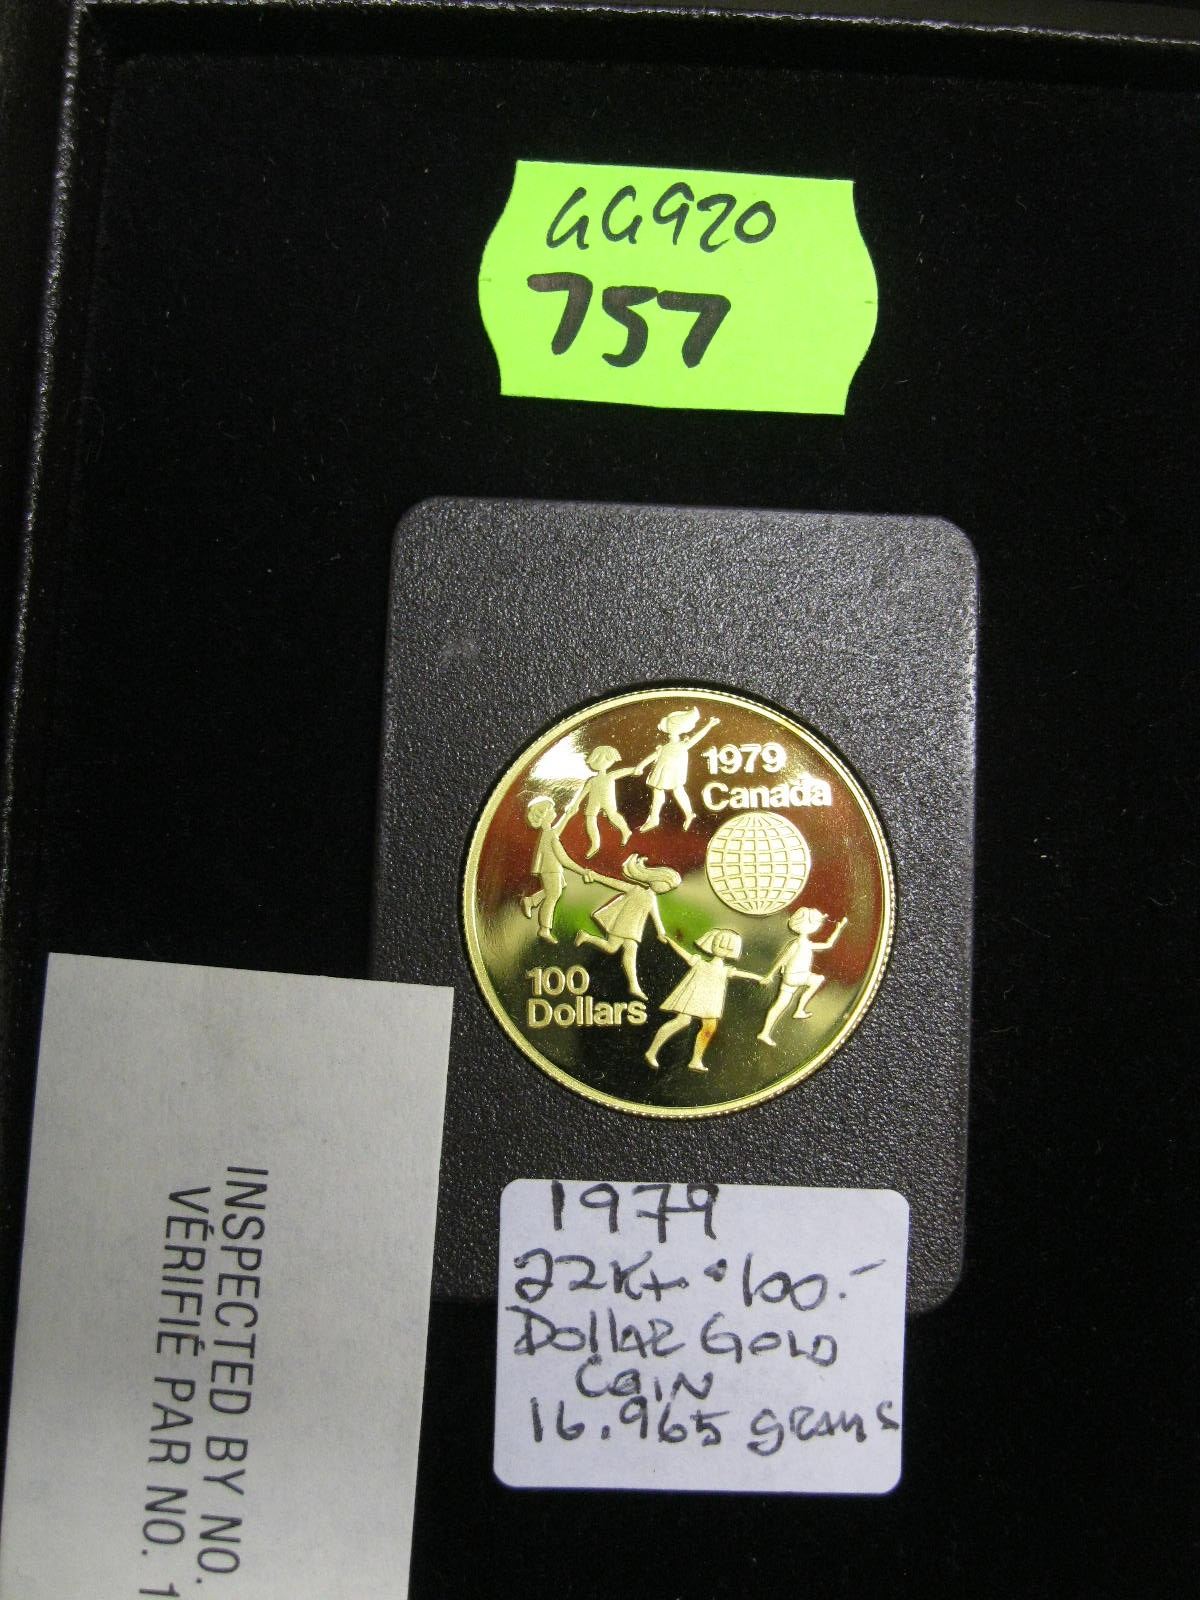 GG920
757
1979
Canada
100
Dollars
INSPECTED BY NO.
VÉRIFIÉ PAR NO. 1
1979
22Kt $100.-
DollAR GOLD
COIN
16.965 GRAMS